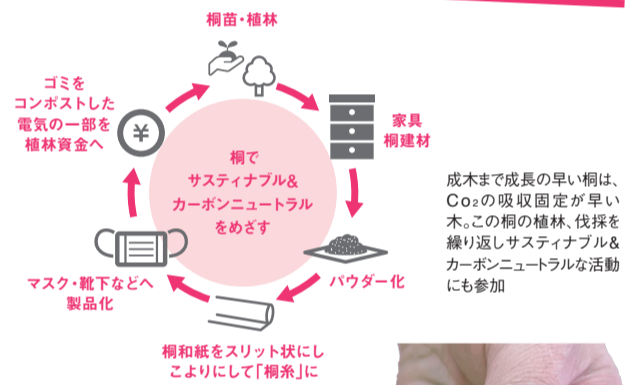 桐苗・植林
ゴミを
コンポストした
電気の一部を
植林資金へ
¥
家具
桐建材
桐で
サスティナブル&
カーボンニュートラル
をめざす
マスク・靴下などへ
製品化
パウダー化
桐和紙をスリット状にし
こよりにして「桐糸」に
成木まで成長の早い桐は、
Co₂の吸収固定が早い
木。この桐の植林、伐採を
繰り返しサスティナブル&
カーボンニュートラルな活動
にも参加